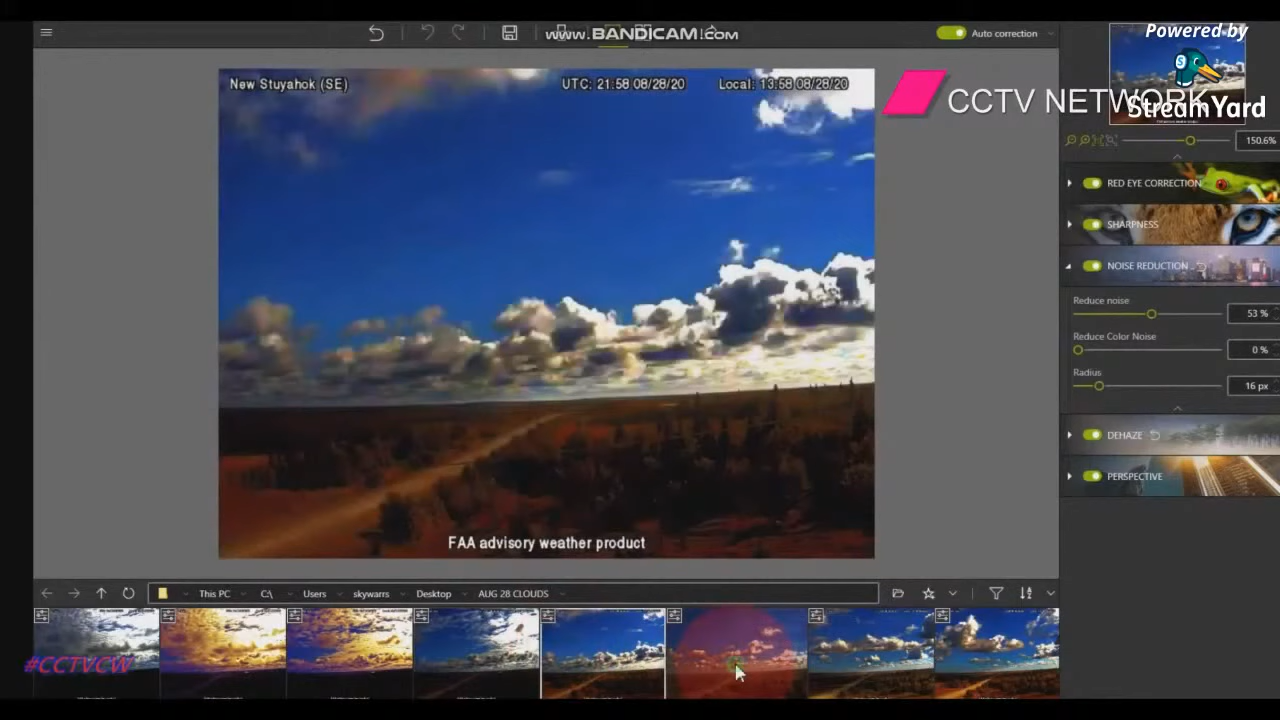 www.BANDICAM.com
Auto correction
Powered by
StreamYard
CCTV NETWORK
New Stuyahok (SE)
UTC: 21:58 08/28/20
Local: 13:58 08/28/20
150.6%
RED EYE CORRECTION
SHARPNESS
NOISE REDUCTION
Reduce noise
53 %
Reduce Color Noise
0 %
Radius
16 px
DEHAZE
PERSPECTIVE
FAA advisory weather product
This PC
C:\
Users
skywarrs
Desktop
AUG 28 CLOUDS
#CCTVCW